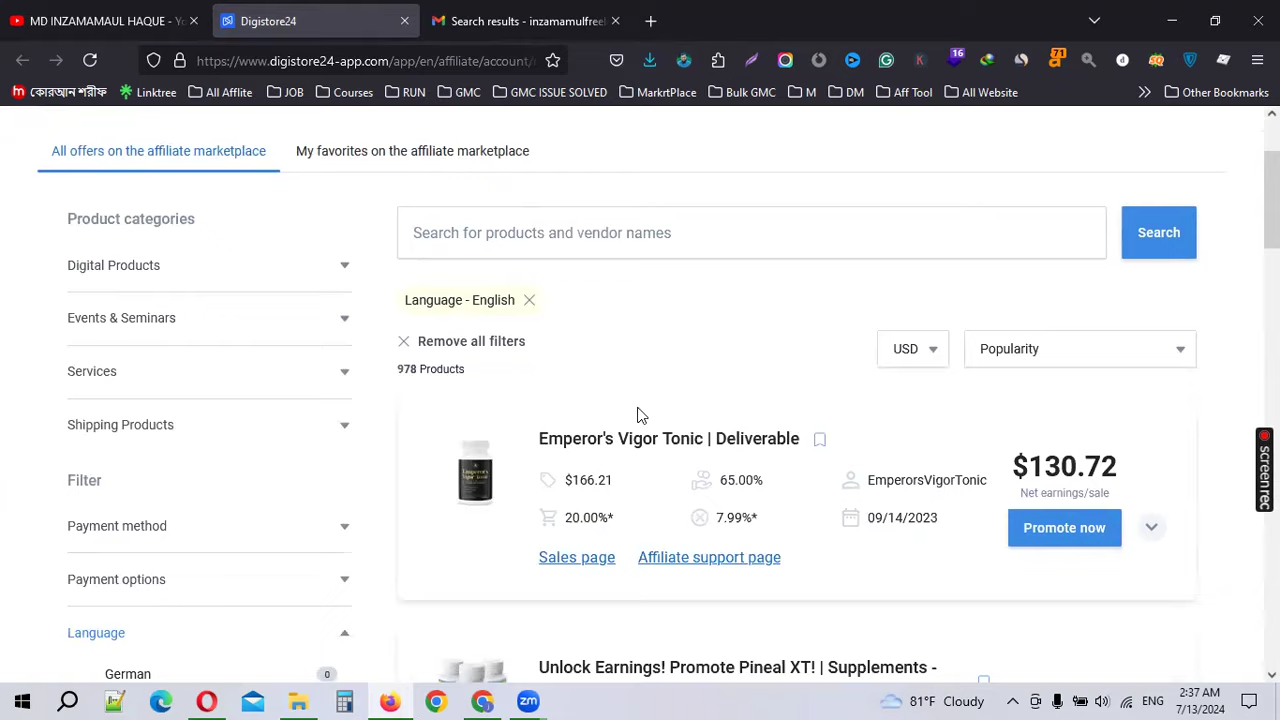 MD INZAMAMAUL HAQUE - Yo
Digistore24
Search results - inzamamulfreel
16
71
https://www.digistore24-app.com/app/en/affiliate/account/
কোরআন শরীফ
Linktree
All Afflite
JOB
Courses
RUN
GMC
GMC ISSUE SOLVED
MarkrtPlace
Bulk GMC
M
DM
Aff Tool
All Website
Other Bookmarks
All offers on the affiliate marketplace
My favorites on the affiliate marketplace
Product categories
Search for products and vendor names
Search
Digital Products
Language - English
Events & Seminars
Remove all filters
USD
Popularity
978 Products
Services
Shipping Products
Emperor's Vigor Tonic | Deliverable
$166.21
65.00%
EmperorsVigorTonic
$130.72
Net earnings/sale
20.00%*
7.99%*
09/14/2023
Promote now
Sales page
Affiliate support page
Filter
Payment method
Payment options
Language
German
0
Unlock Earnings! Promote Pineal XT! | Supplements -
screen rec
81°F Cloudy
ENG
2:37 AM
7/13/2024